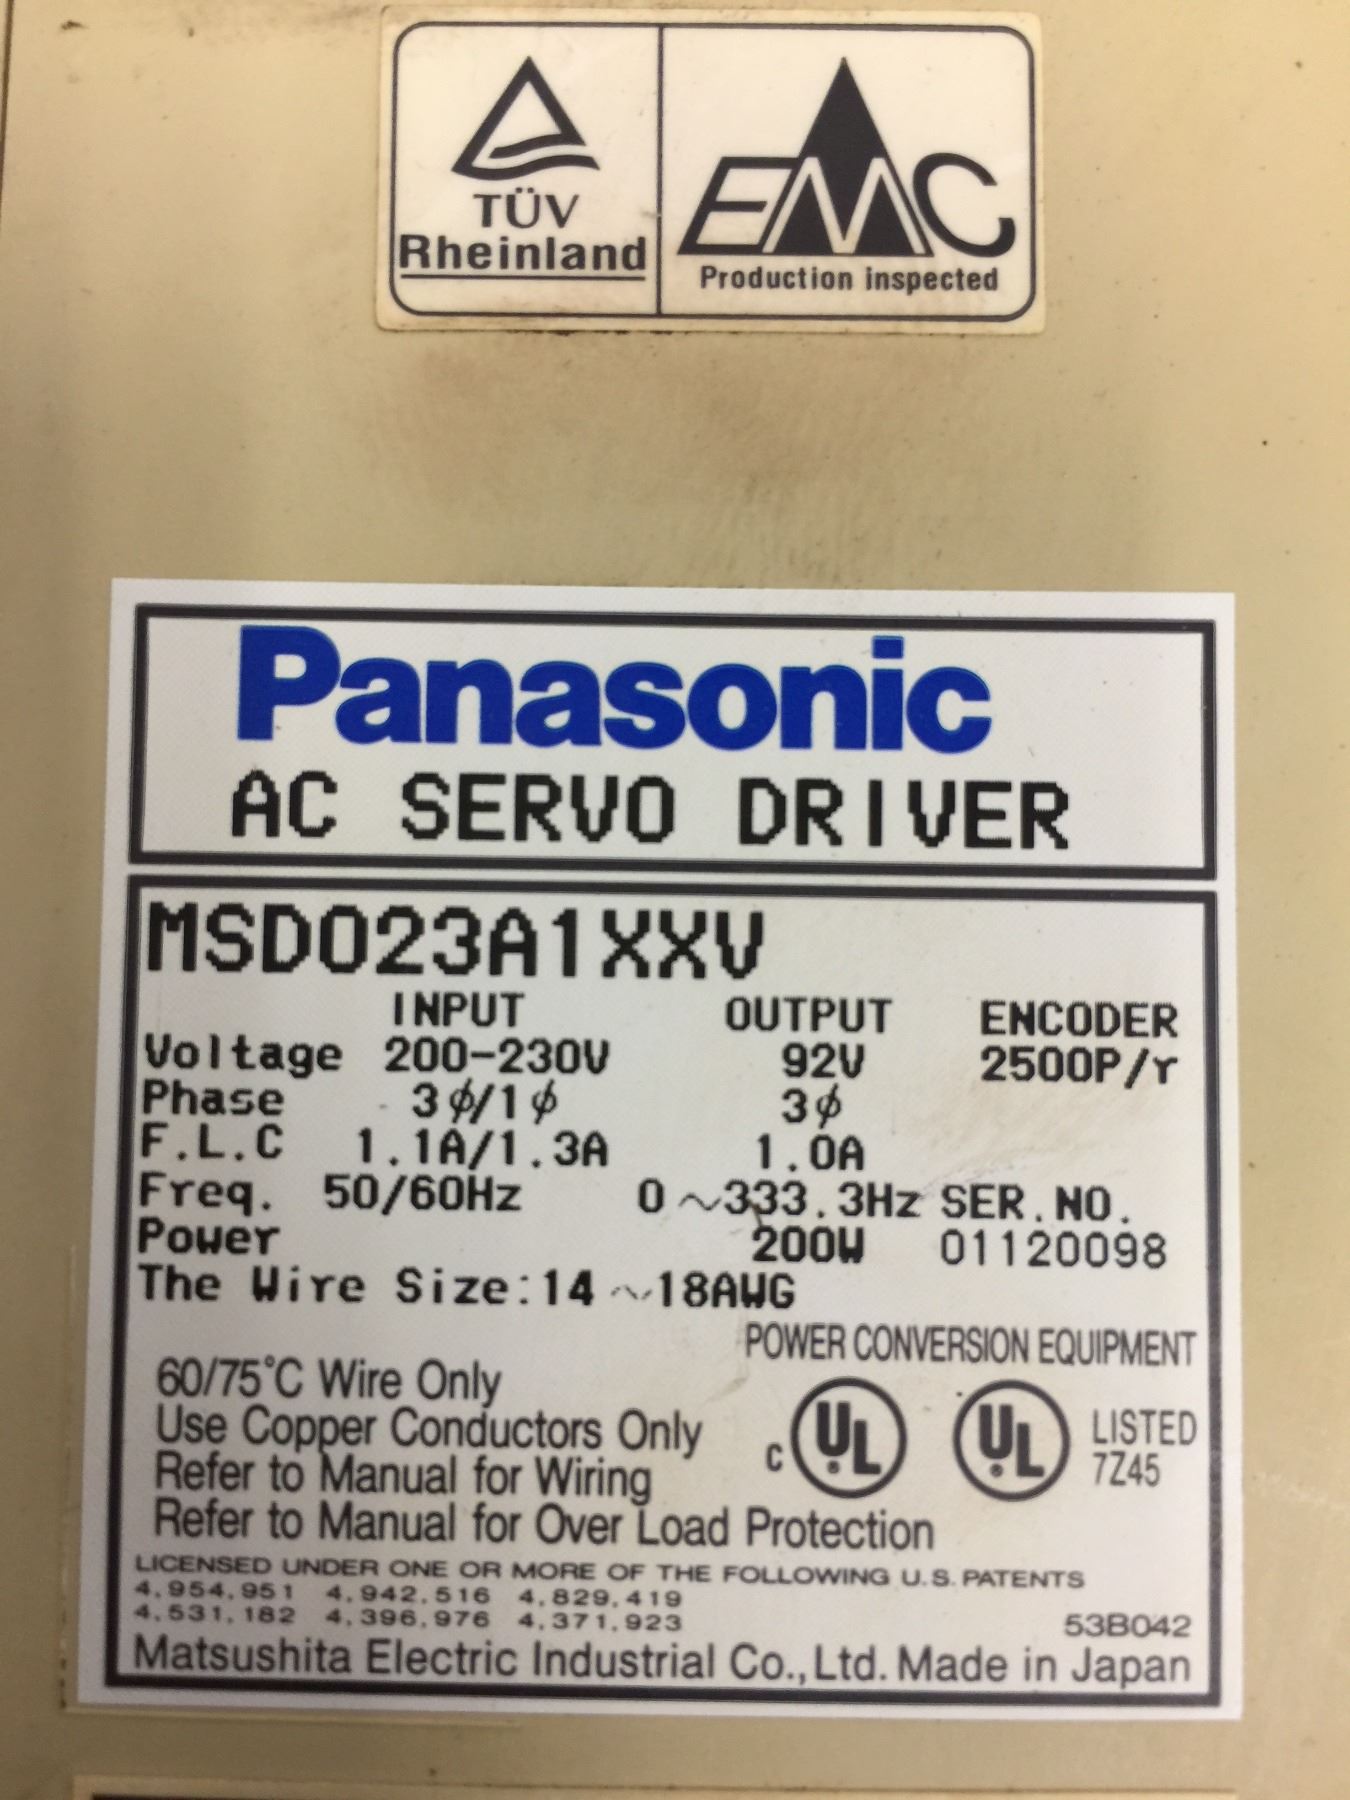 TÜV
Rheinland
EMC
Production inspected
Panasonic
AC SERVO DRIVER
MSD023A1XXV
INPUT OUTPUT ENCODER
Voltage 200-230V 92V 2500P/r
Phase 3ϕ/1ϕ 3ϕ
F.L.C 1.1A/1.3A 1.0A
Freq. 50/60Hz 0~333.3Hz SER.NO.
Power 200W 01120098
The Wire Size:14~18AWG
POWER CONVERSION EQUIPMENT
60/75°C Wire Only
Use Copper Conductors Only
Refer to Manual for Wiring
Refer to Manual for Over Load Protection
c UL UL LISTED
7Z45
LICENSED UNDER ONE OR MORE OF THE FOLLOWING U.S. PATENTS
4,954,951 4,942,516 4,829,419
4,531,182 4,396,976 4,371,923 53B042
Matsushita Electric Industrial Co., Ltd. Made in Japan